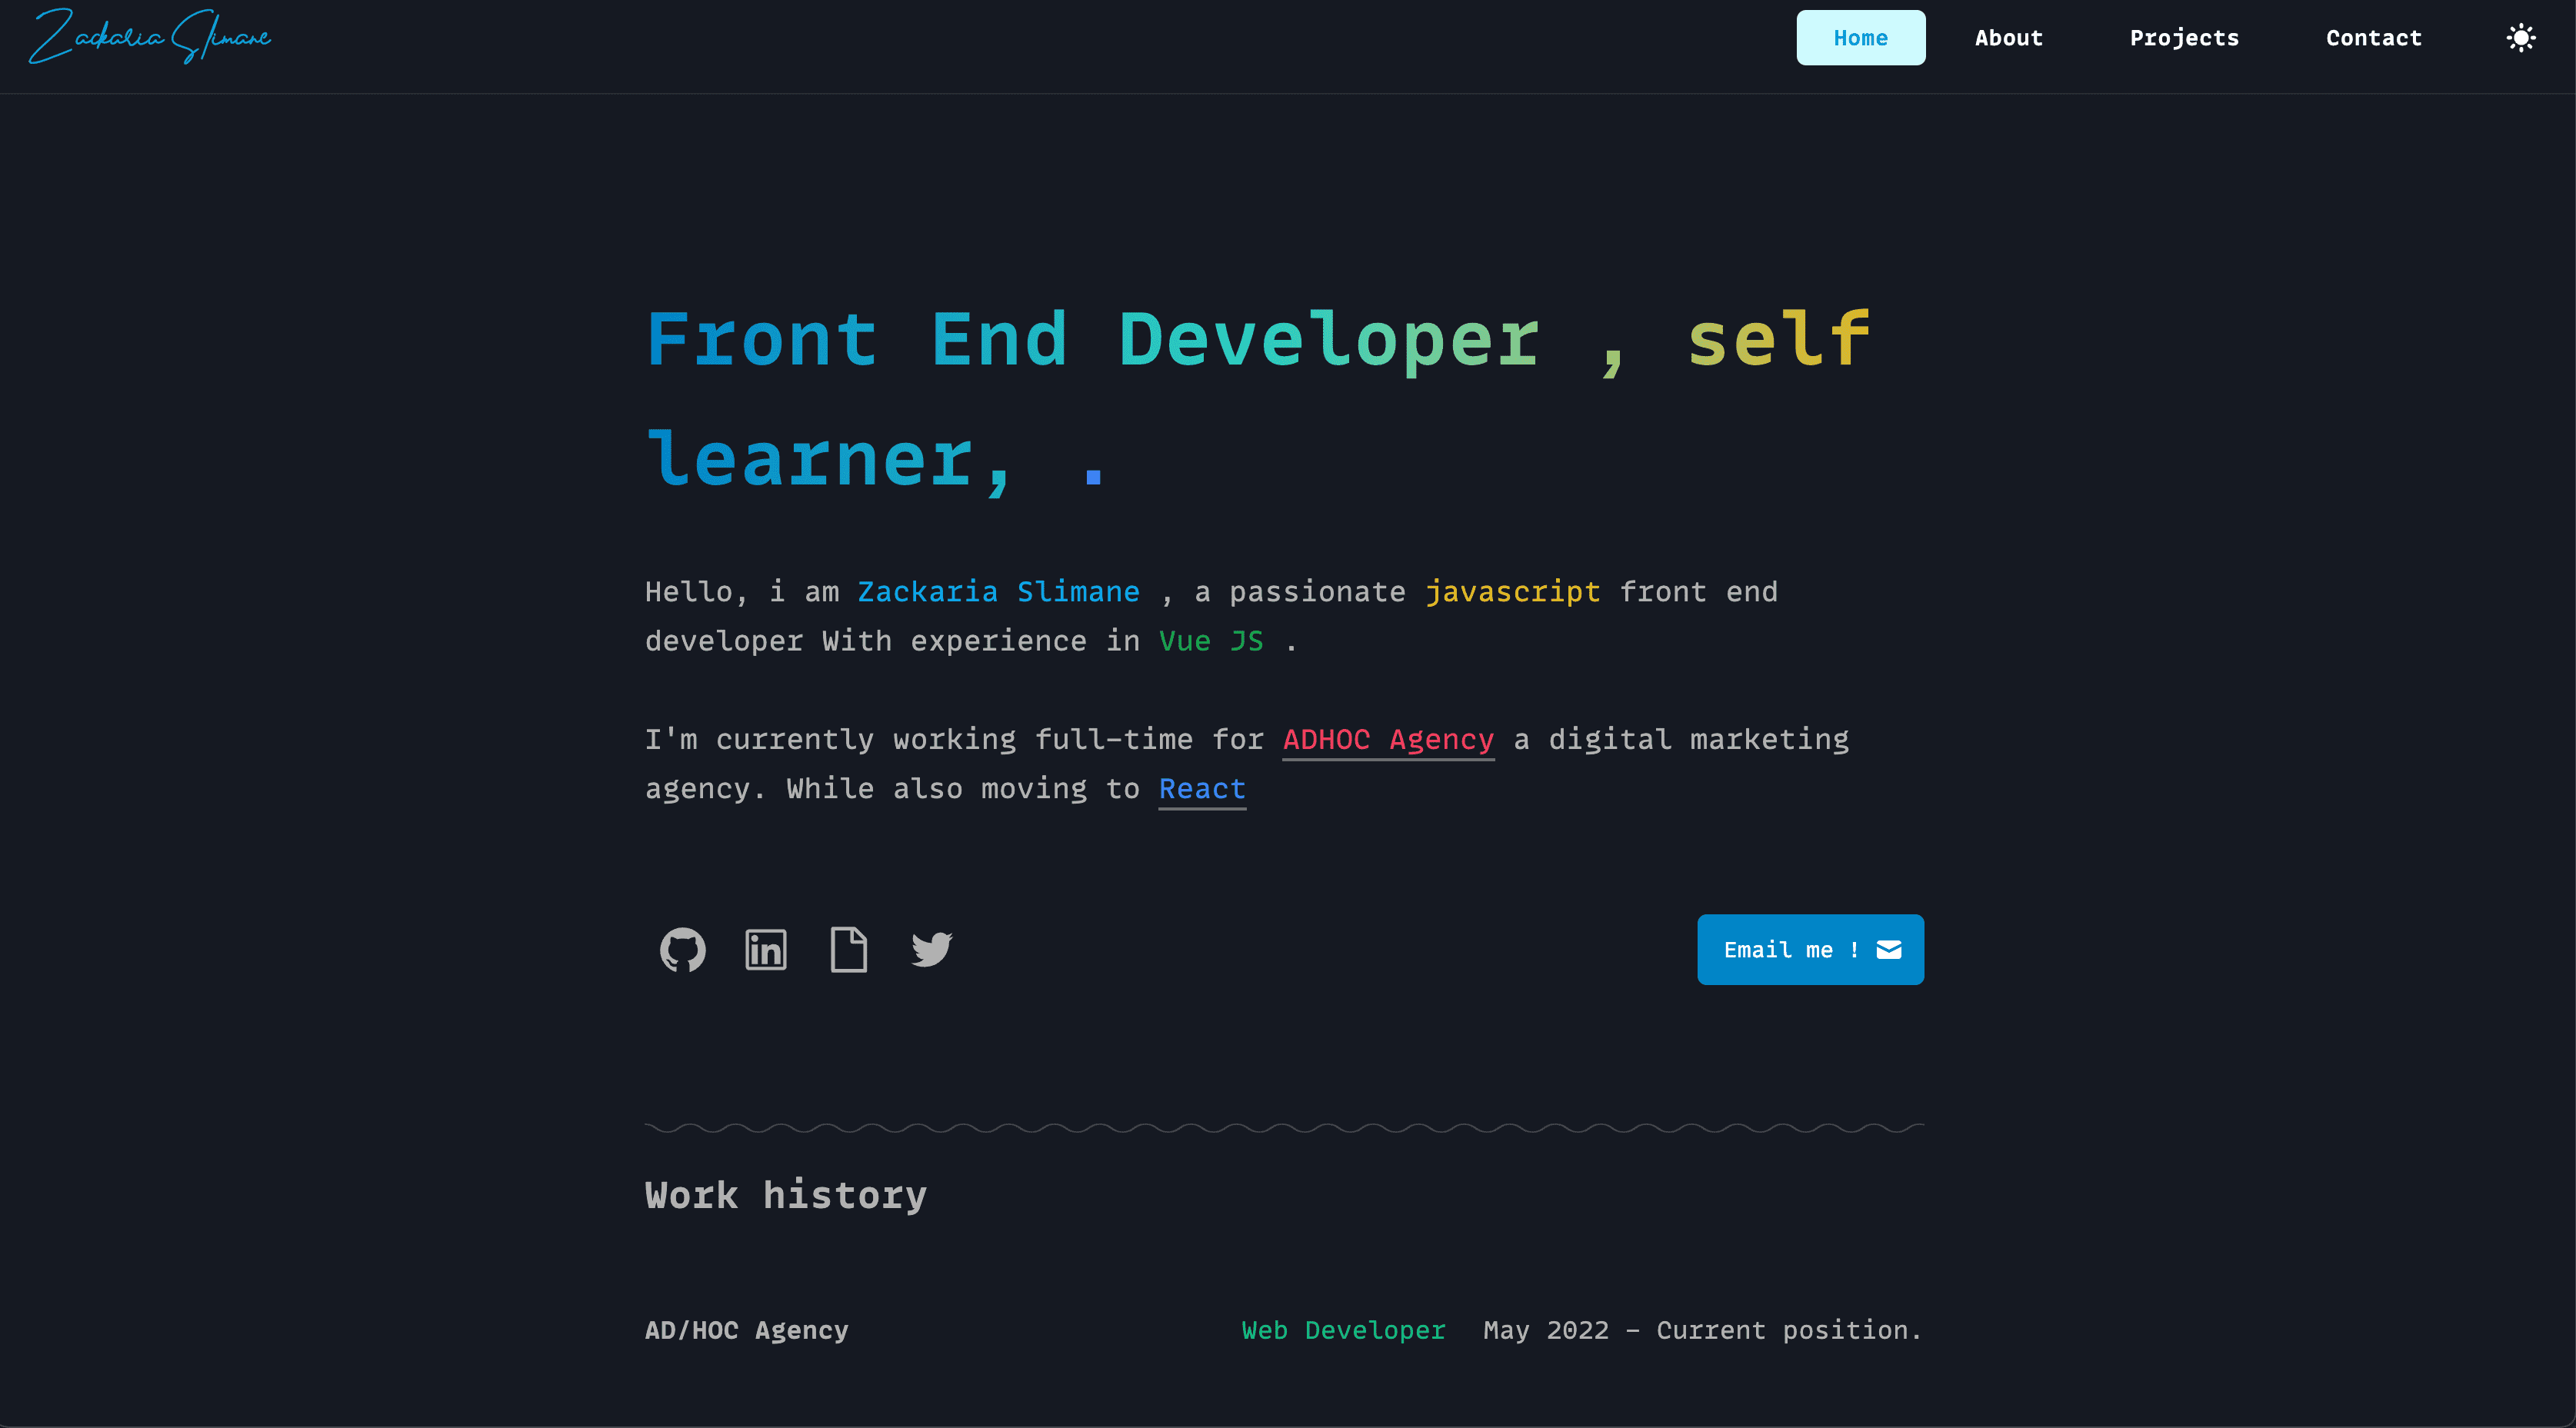 Zackaria Slimane
Home About Projects Contact
Front End Developer , self
learner, .
Hello, i am Zackaria Slimane , a passionate javascript front end
developer With experience in Vue JS .
I'm currently working full-time for ADHOC Agency a digital marketing
agency. While also moving to React
in
Email me !
Work history
AD/HOC Agency Web Developer May 2022 - Current position.